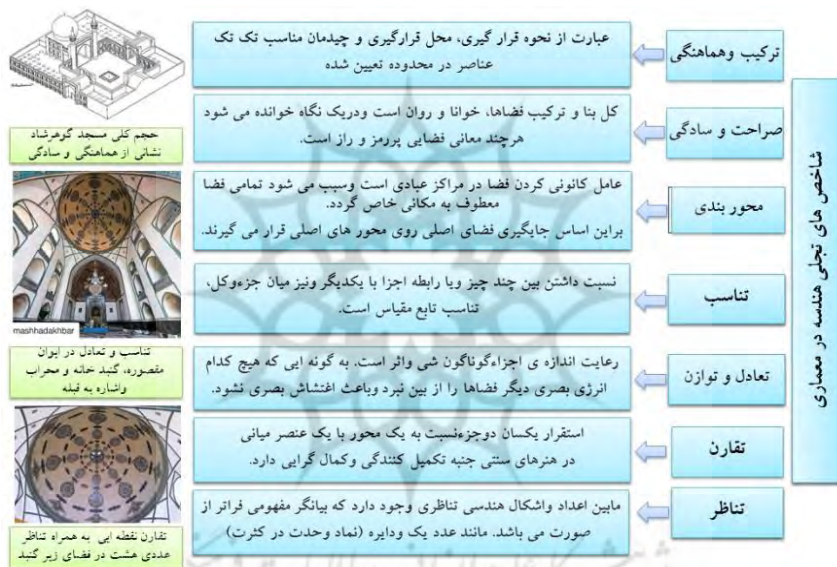 شاخص های تجلی هندسه در معماری
ترکیب وهماهنگی
عبارت از نحوه قرار گیری، محل قرارگیری و چیدمان مناسب تک تک
عناصر در محدوده تعیین شده
صراحت و سادگی
کل بنا و ترکیب فضاها، خوانا و روان است ودریک نگاه خوانده می شود
هرچند معانی فضایی پررمز و راز است.
محور بندی
عامل کانونی کردن فضا در مراکز عبادی است وسیب می شود تمامی فضا
معطوف به مکانی خاص گردد.
براین اساس جایگیری فضای اصلی روی محور های اصلی قرار می گیرند.
تناسب
نسبت داشتن بین چند چیز ویا رابطه اجزا با یکدیگر ونیز میان جزءوکل،
تناسب تابع مقیاس است.
تعادل و توازن
رعایت اندازه ی اجزاءگوناگون شی واثر است. به گونه ایی که هیچ کدام
انرژی بصری دیگر فضاها را از بین نبرد وباعث اغتشاش بصری نشود.
تقارن
استقرار یکسان دوجزءنسبت به یک محور با یک عنصر میانی
در هنرهای سنتی جنبه تکمیل کنندگی وکمال گرایی دارد.
تناظر
مابین اعداد واشکال هندسی تناظری وجود دارد که بیانگر مفهومی فراتر از
صورت می باشد. مانند عدد یک ودایره (نماد وحدت در کثرت)
حجم کلی مسجد گوهرشاد
نشانی از هماهنگی و سادگی
mashhadakhbar
تناسب و تعادل در ایوان
مقصوره، گنبد خانه و محراب
واشاره به قبله
تقارن نقطه ایی به همراه تناظر
عددی هشت در فضای زیر گنبد